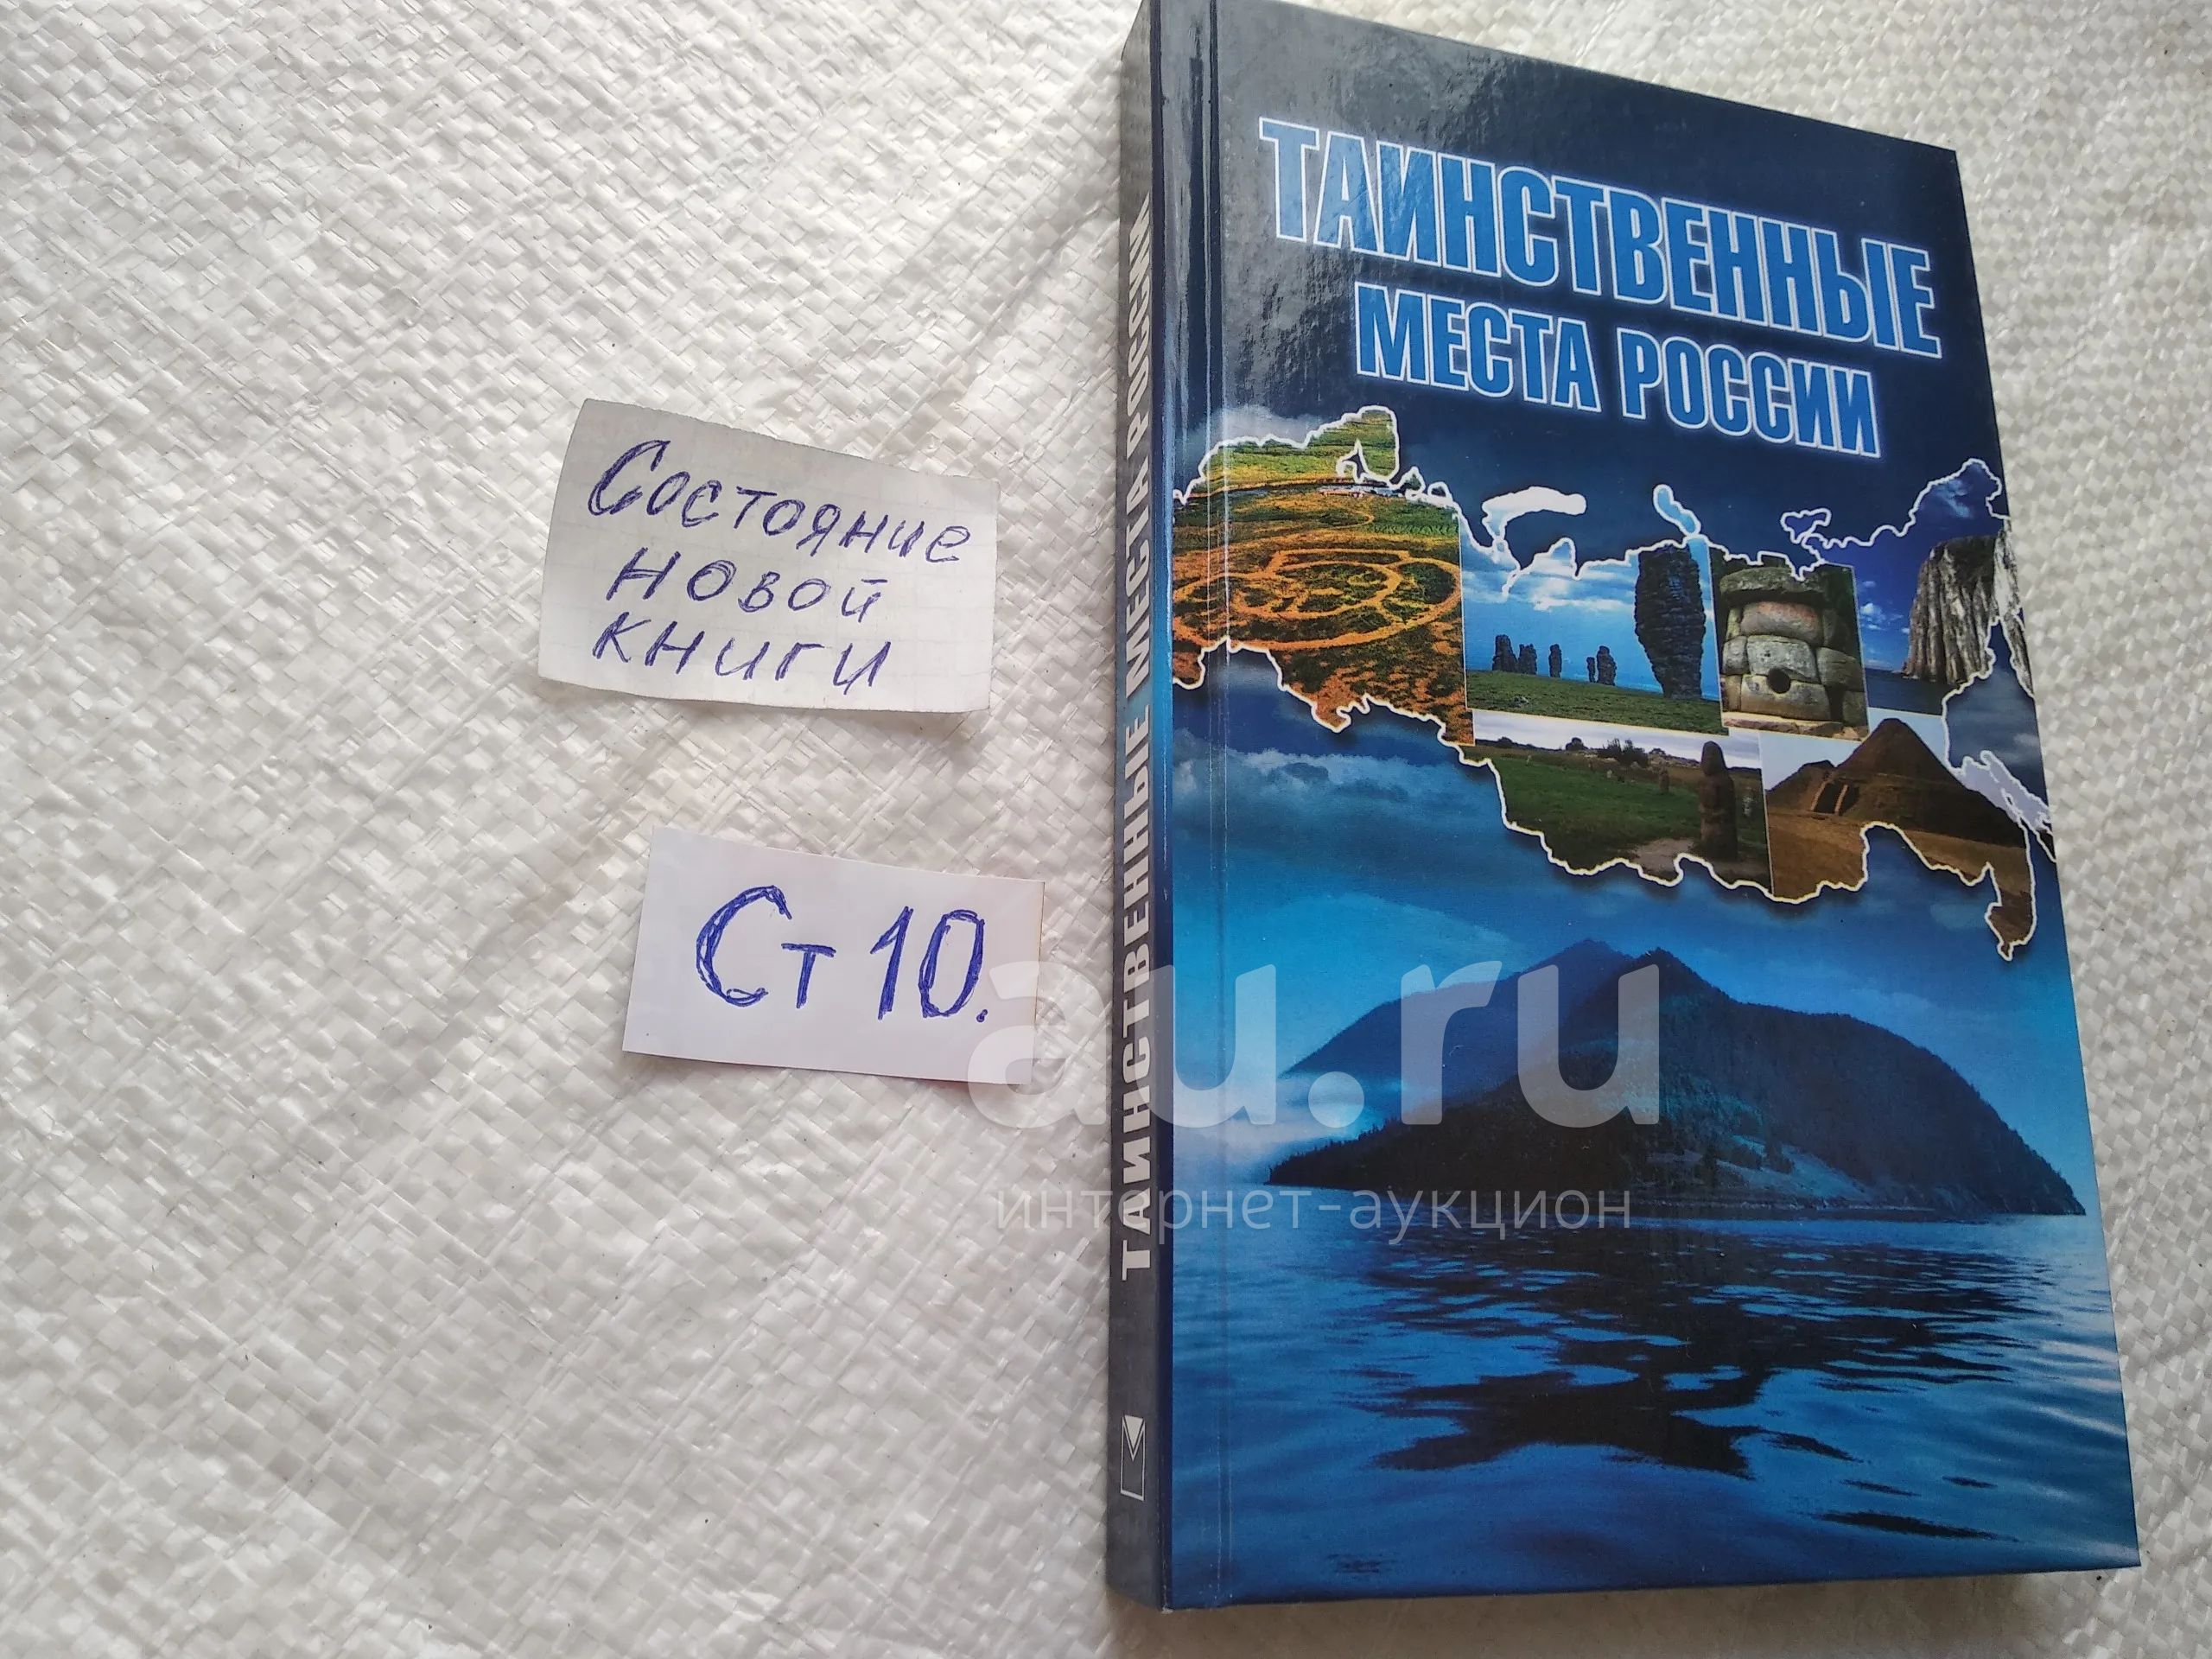 ТАИНСТВЕННЫЕ
МЕСТА РОССИИ
ТАИНСТВЕННЫЕ МЕСТА РОССИИ
Состояние
новой
книги
Ст 10.
au.ru
интернет-аукцион